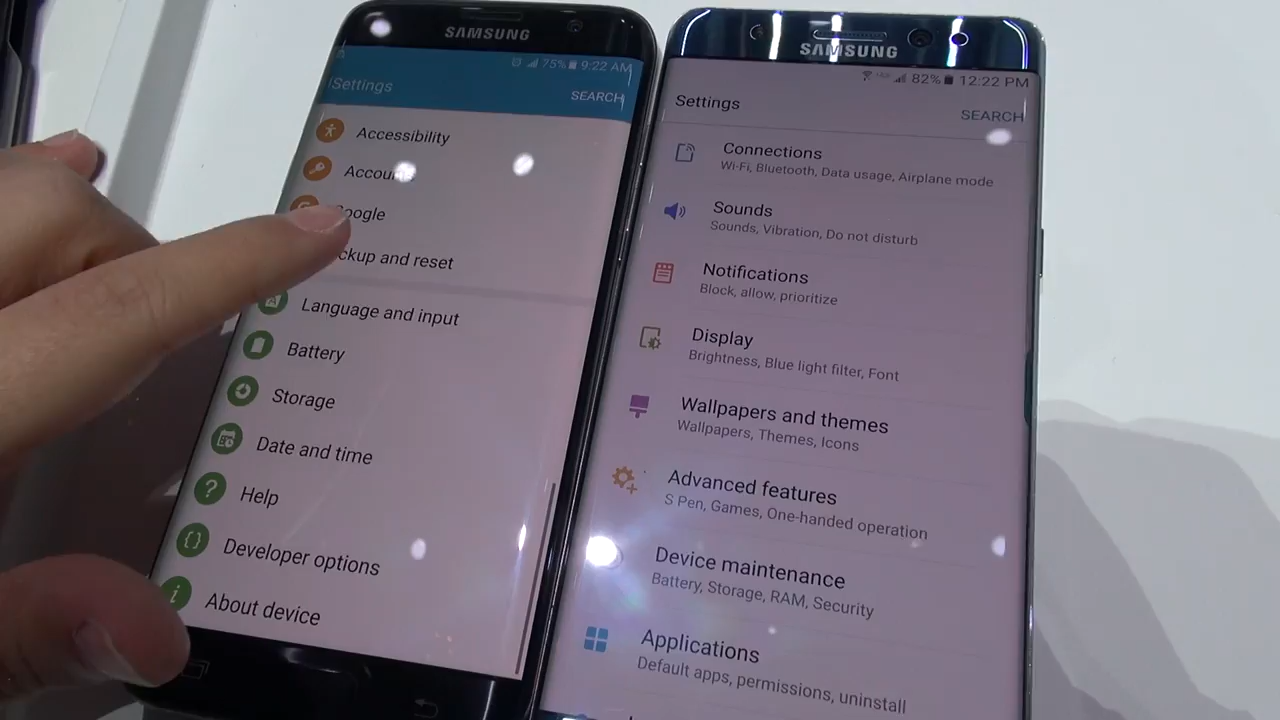 SAMSUNG
75% 9:22 AM
Settings
SEARCH
Accessibility
Accounts
Google
ckup and reset
Language and input
Battery
Storage
Date and time
Help
Developer options
About device
SAMSUNG
82% 12:22 PM
Settings
SEARCH
Connections
Wi-Fi, Bluetooth, Data usage, Airplane mode
Sounds
Sounds, Vibration, Do not disturb
Notifications
Block, allow, prioritize
Display
Brightness, Blue light filter, Font
Wallpapers and themes
Wallpapers, Themes, Icons
Advanced features
S Pen, Games, One-handed operation
Device maintenance
Battery, Storage, RAM, Security
Applications
Default apps, permissions, uninstall